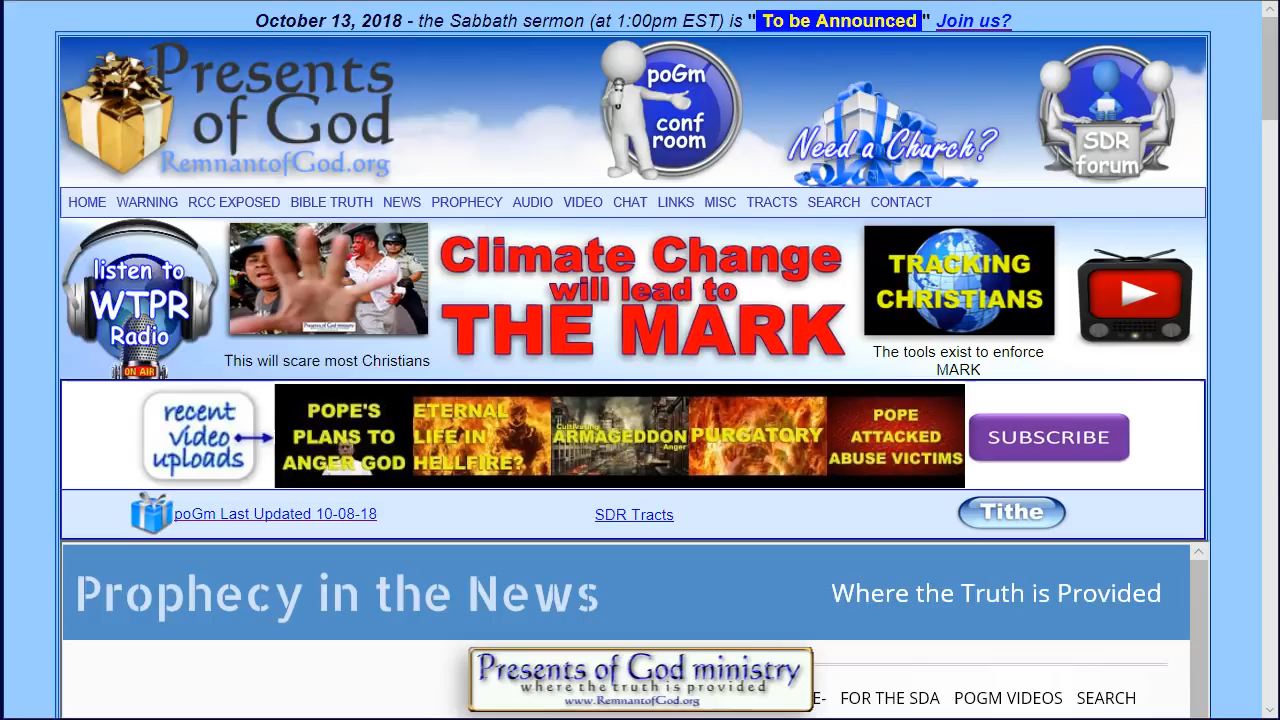 October 13, 2018 - the Sabbath sermon (at 1:00pm EST) is " To be Announced " Join us?
Presents
of God
RemnantofGod.org
poGm
conf
room
Need a Church?
SDR
forum
HOME WARNING RCC EXPOSED BIBLE TRUTH NEWS PROPHECY AUDIO VIDEO CHAT LINKS MISC TRACTS SEARCH CONTACT
listen to
WTPR
Radio
ON AIR
Presents of God ministry
This will scare most Christians
Climate Change
will lead to
THE MARK
TRACKING
CHRISTIANS
The tools exist to enforce
MARK
recent
video
uploads
POPE'S
PLANS TO
ANGER GOD
ETERNAL
LIFE IN
HELLFIRE?
Cultivating
ARMAGEDDON
Anger
PURGATORY
POPE
ATTACKED
ABUSE VICTIMS
SUBSCRIBE
poGm Last Updated 10-08-18
SDR Tracts
Tithe
Prophecy in the News
Where the Truth is Provided
Presents of God ministry
where the truth is provided
www.RemnantofGod.org
E- FOR THE SDA POGM VIDEOS SEARCH